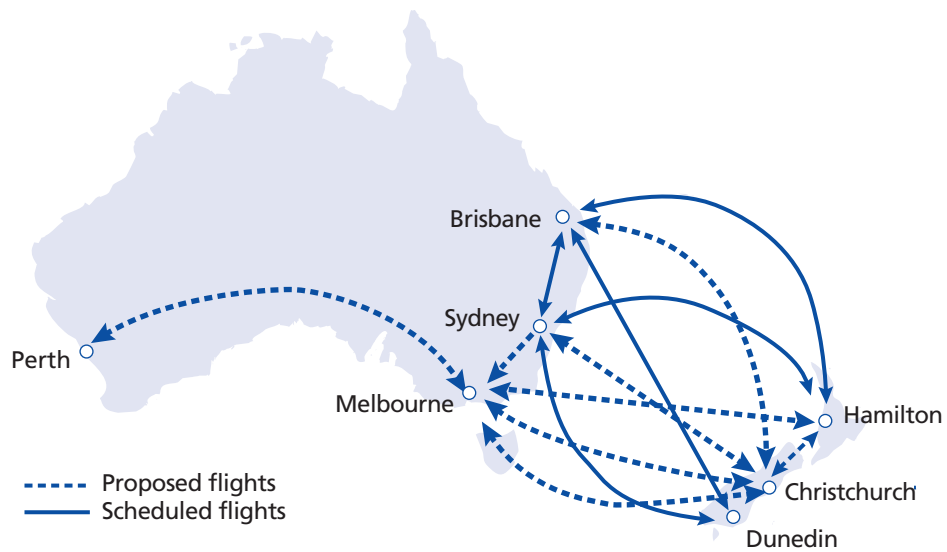 Brisbane
Sydney
Perth
Melbourne
Hamilton
Proposed flights
Christchurch
Scheduled flights
Dunedin